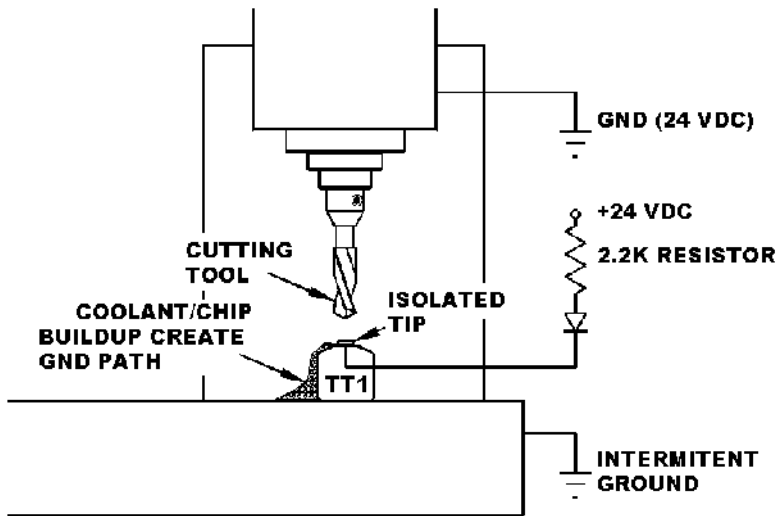 GND (24 VDC)
+24 VDC
2.2K RESISTOR
CUTTING
TOOL
ISOLATED
TIP
COOLANT/CHIP
BUILDUP CREATE
GND PATH
TT1
INTERMITENT
GROUND